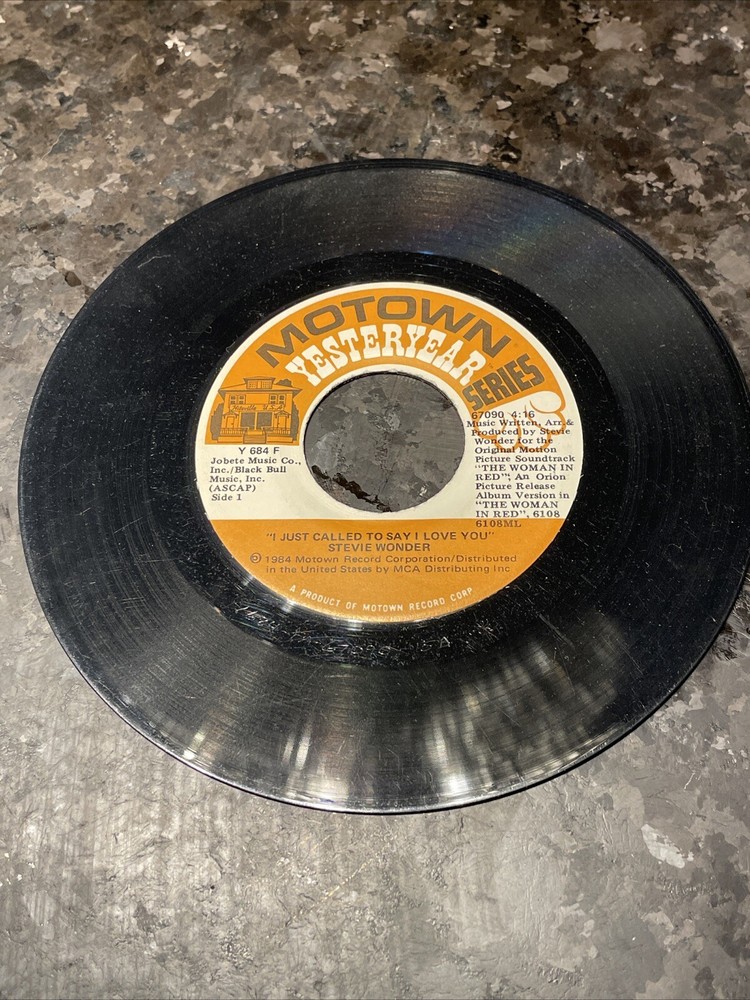 MOTOWN
YESTERYEAR
SERIES
67090 4:16
Music Written, Arr.&
Produced by Stevie
Wonder for the
Original Motion
Picture Soundtrack
"THE WOMAN IN
RED"; An Orion
Picture Release
Album Version in
"THE WOMAN
IN RED", 6108
6108ML
Y 684 F
Jobete Music Co.,
Inc./Black Bull
Music, Inc.
(ASCAP)
Side 1
"I JUST CALLED TO SAY I LOVE YOU"
STEVIE WONDER
℗ 1984 Motown Record Corporation/Distributed
in the United States by MCA Distributing Inc
A PRODUCT OF MOTOWN RECORD CORP